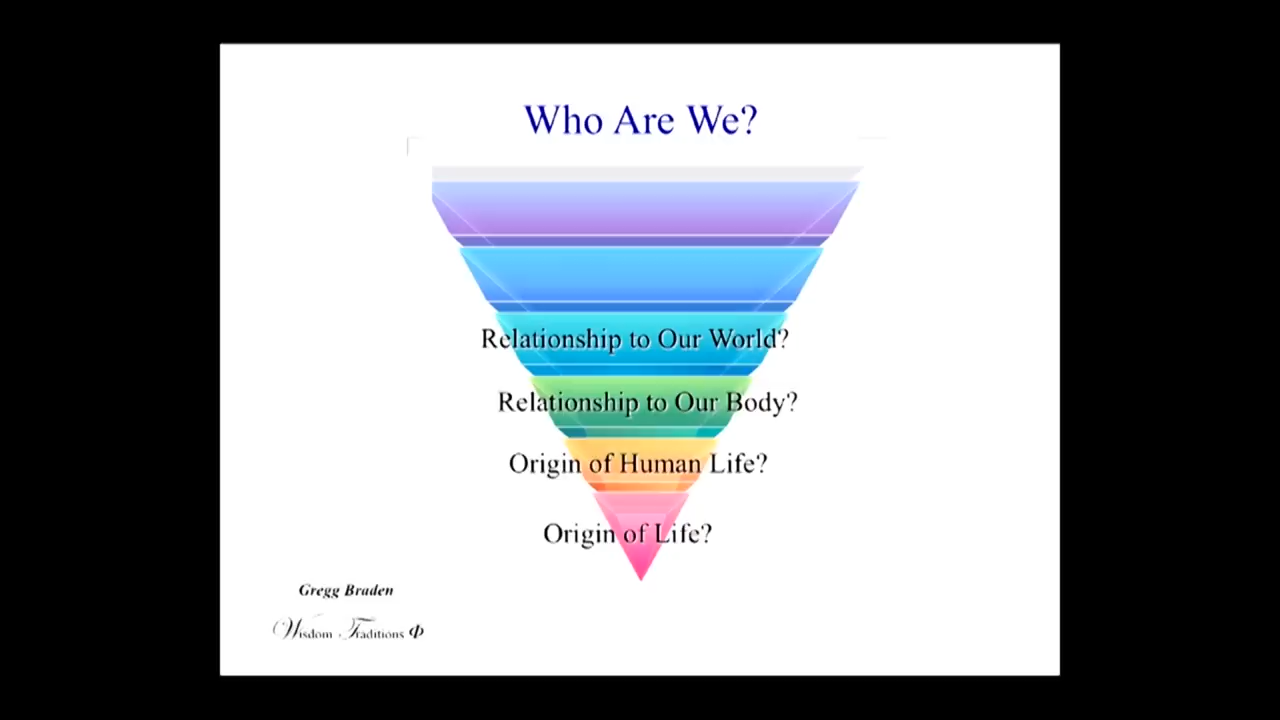 Who Are We?
Relationship to Our World?
Relationship to Our Body?
Origin of Human Life?
Origin of Life?
Gregg Braden
Wisdom Traditions Φ